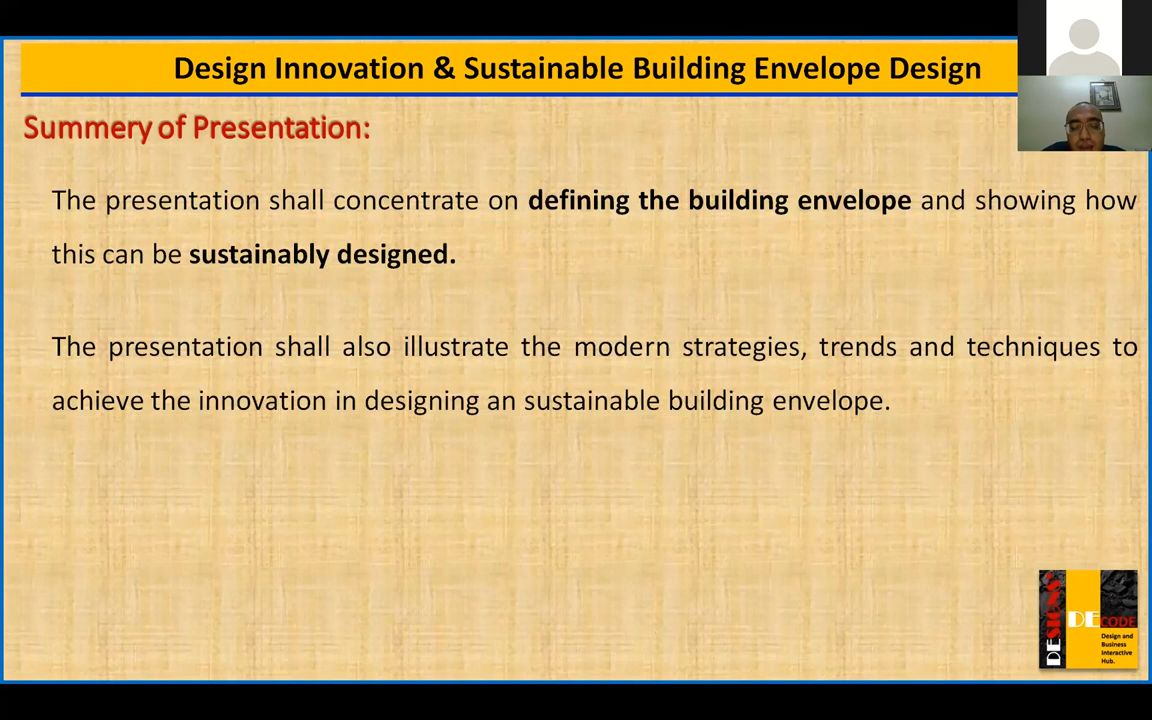 Design Innovation & Sustainable Building Envelope Design
Summery of Presentation:
The presentation shall concentrate on defining the building envelope and showing how
this can be sustainably designed.
The presentation shall also illustrate the modern strategies, trends and techniques to
achieve the innovation in designing an sustainable building envelope.
DESIGNS
DECODE
Design and
Business
Interactive
Hub.